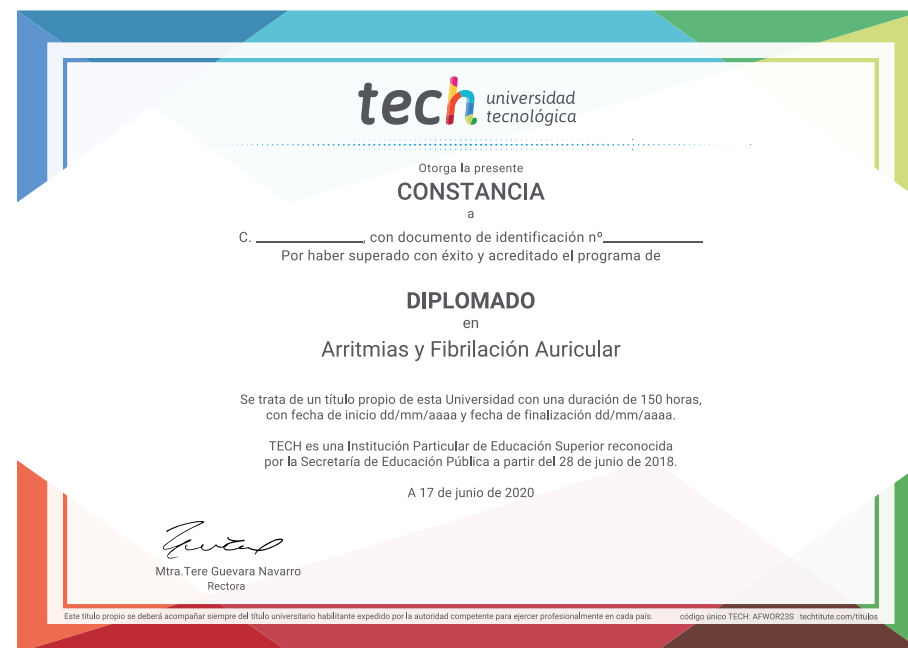 tech universidad
tecnológica
Otorga la presente
CONSTANCIA
a
C. ____________, con documento de identificación nº____________
Por haber superado con éxito y acreditado el programa de
DIPLOMADO
en
Arritmias y Fibrilación Auricular
Se trata de un título propio de esta Universidad con una duración de 150 horas,
con fecha de inicio dd/mm/aaaa y fecha de finalización dd/mm/aaaa.
TECH es una Institución Particular de Educación Superior reconocida
por la Secretaría de Educación Pública a partir del 28 de junio de 2018.
A 17 de junio de 2020
Mtra.Tere Guevara Navarro
Rectora
Este título propio se deberá acompañar siempre del título universitario habilitante expedido por la autoridad competente para ejercer profesionalmente en cada país. código único TECH: AFWOR23S techtitute.com/titulos